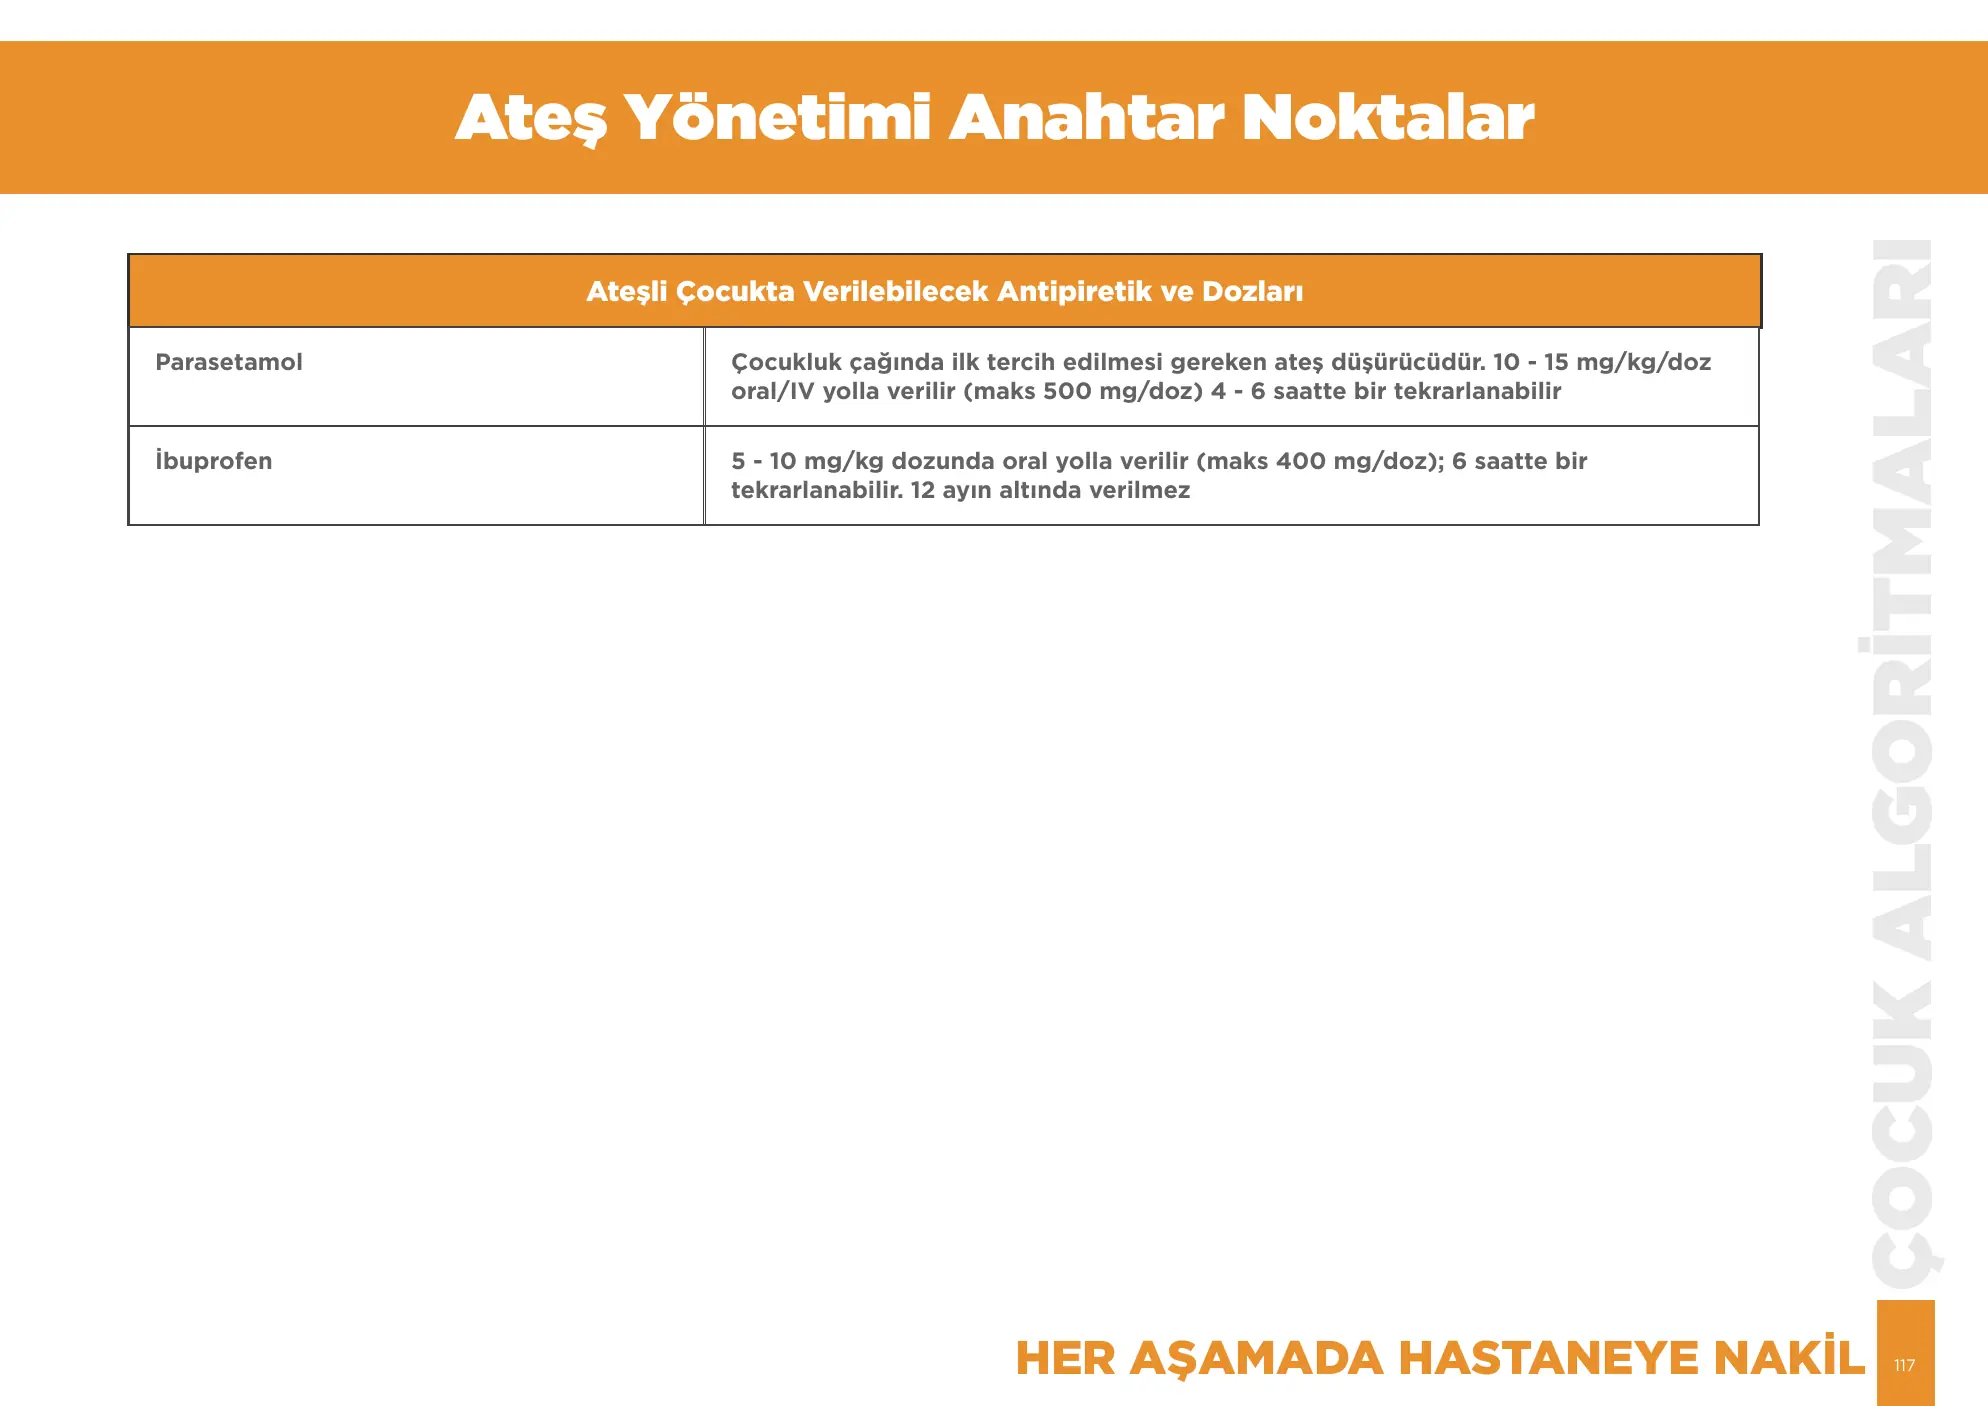 Ateş Yönetimi Anahtar Noktalar
Ateşli Çocukta Verilebilecek Antipiretik ve Dozları
Parasetamol
Çocukluk çağında ilk tercih edilmesi gereken ateş düşürücüdür. 10 - 15 mg/kg/doz
oral/IV yolla verilir (maks 500 mg/doz) 4 - 6 saatte bir tekrarlanabilir
İbuprofen
5 - 10 mg/kg dozunda oral yolla verilir (maks 400 mg/doz); 6 saatte bir
tekrarlanabilir. 12 ayın altında verilmez
ÇOCUK ALGORİTMALARI
HER AŞAMADA HASTANEYE NAKİL
117